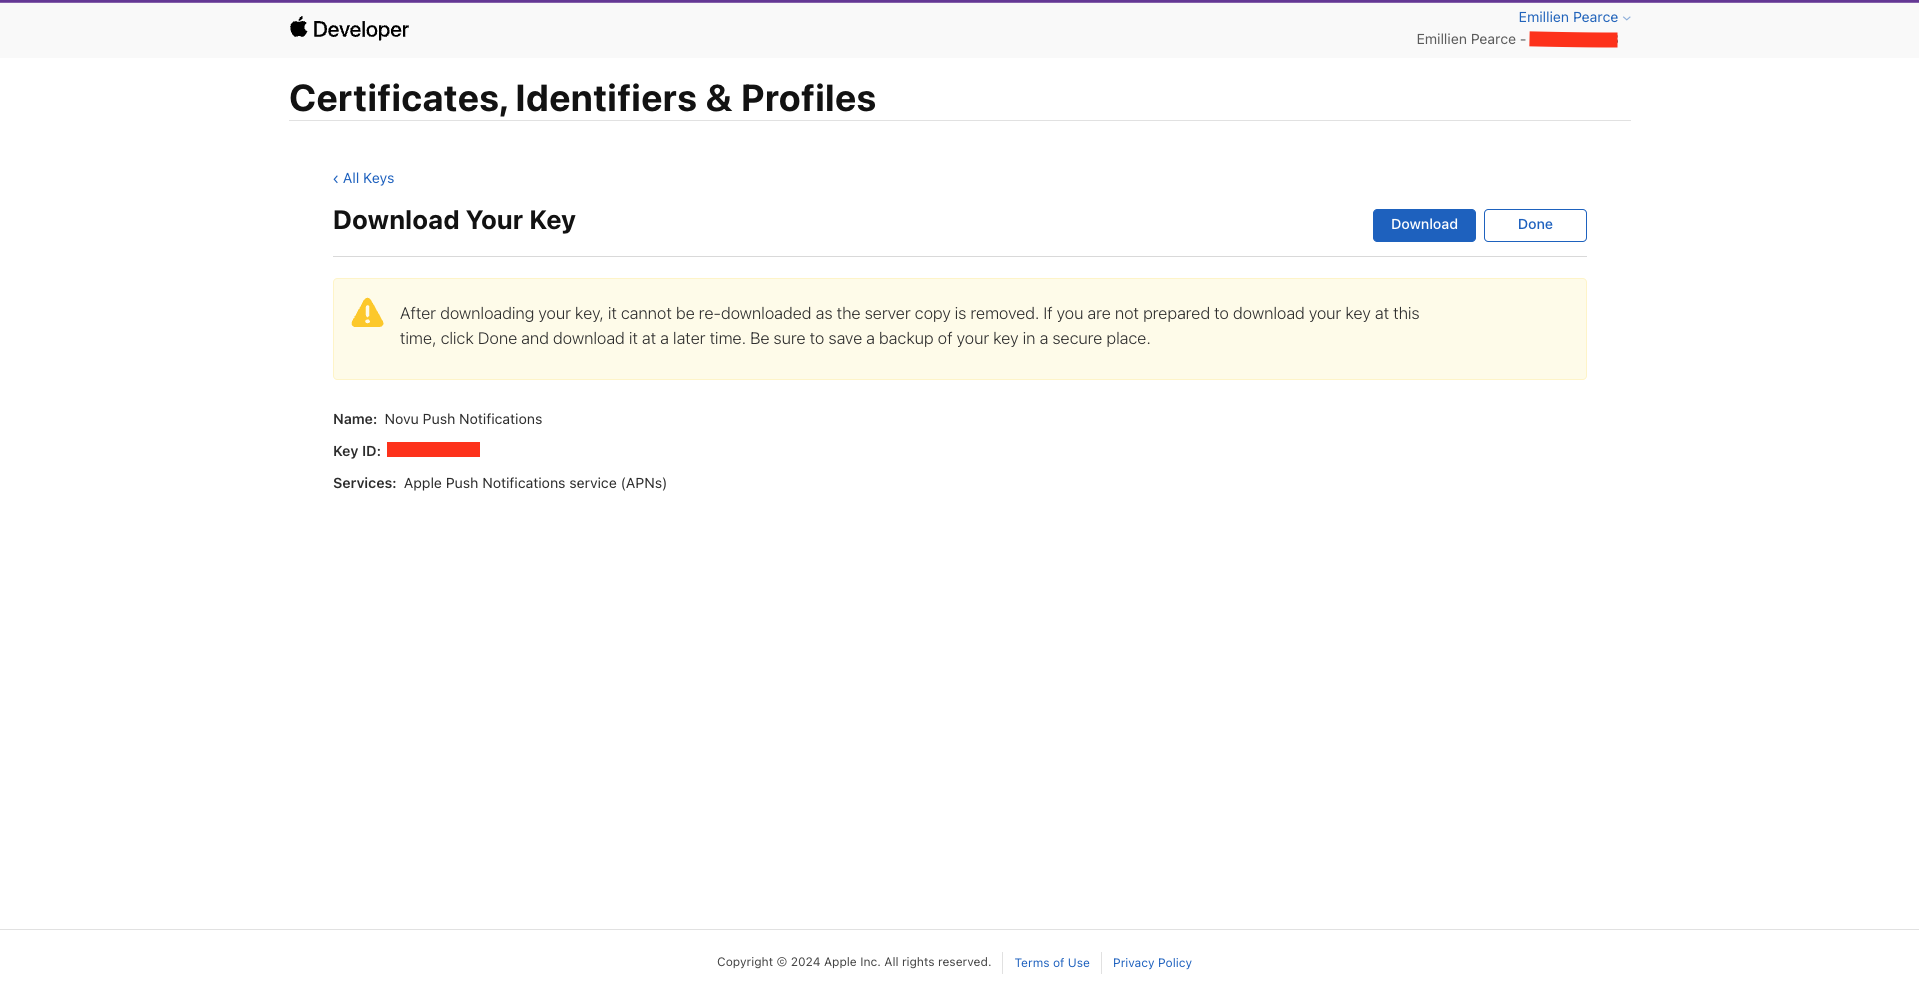 Developer
Emillien Pearce
Emillien Pearce -
Certificates, Identifiers & Profiles
‹ All Keys
Download Your Key
Download
Done
After downloading your key, it cannot be re-downloaded as the server copy is removed. If you are not prepared to download your key at this
time, click Done and download it at a later time. Be sure to save a backup of your key in a secure place.
Name: Novu Push Notifications
Key ID:
Services: Apple Push Notifications service (APNs)
Copyright © 2024 Apple Inc. All rights reserved.
Terms of Use
Privacy Policy